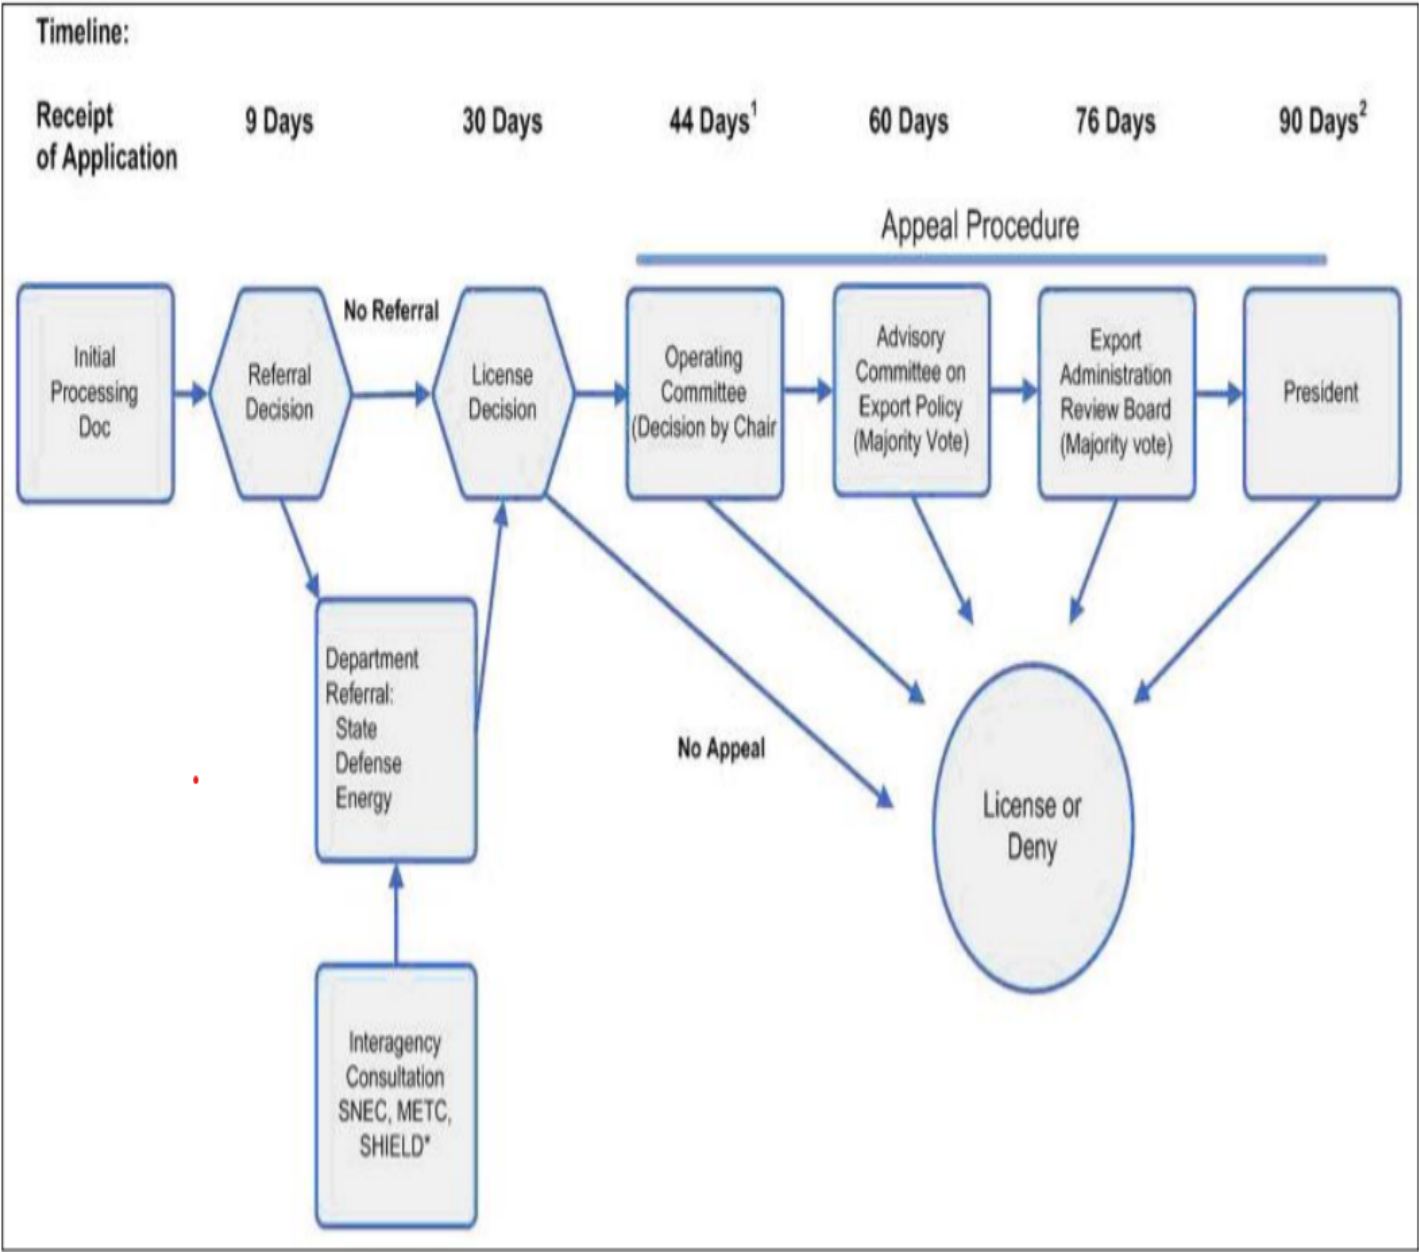 Timeline:
Receipt
of Application
9 Days
30 Days
44 Days¹
60 Days
76 Days
90 Days²
Appeal Procedure
Initial
Processing
Doc
Referral
Decision
No Referral
License
Decision
Operating
Committee
(Decision by Chair
Advisory
Committee on
Export Policy
(Majority Vote)
Export
Administration
Review Board
(Majority vote)
President
Department
Referral:
State
Defense
Energy
No Appeal
License or
Deny
Interagency
Consultation
SNEC, METC,
SHIELD*